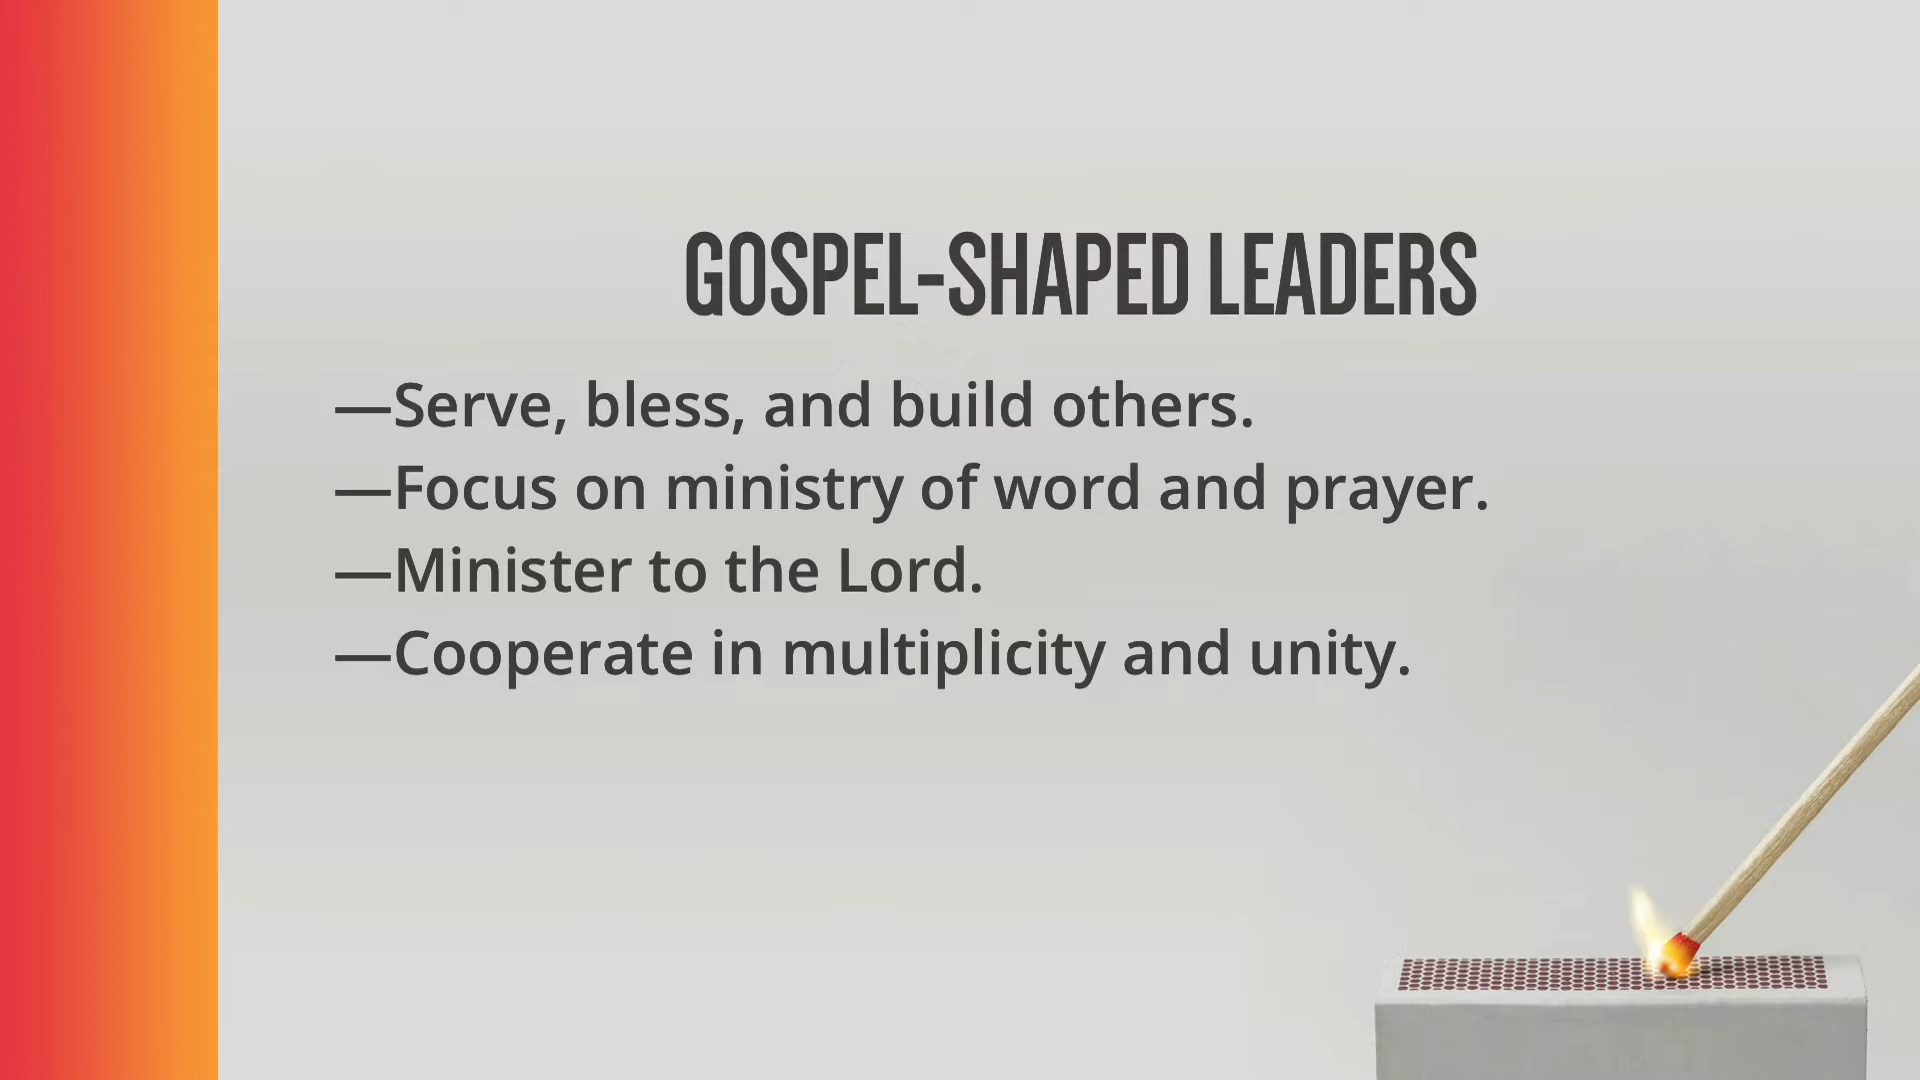 GOSPEL-SHAPED LEADERS
—Serve, bless, and build others.
—Focus on ministry of word and prayer.
—Minister to the Lord.
—Cooperate in multiplicity and unity.